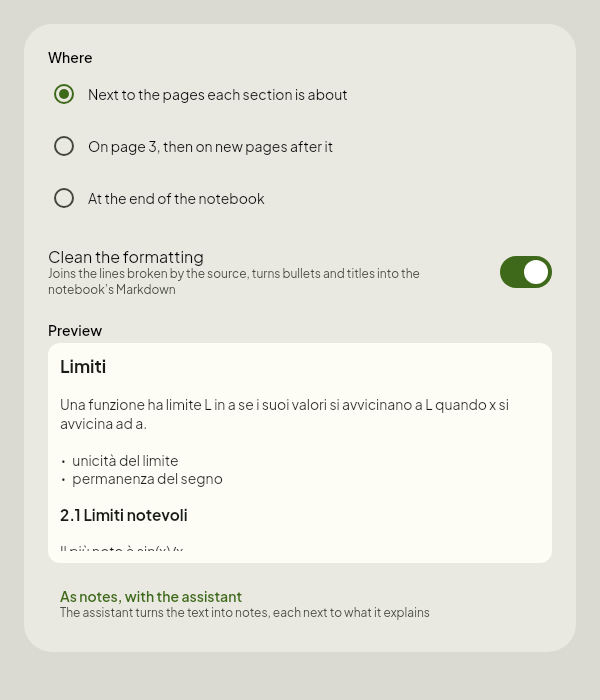 Where
Next to the pages each section is about
On page 3, then on new pages after it
At the end of the notebook
Clean the formatting
Joins the lines broken by the source, turns bullets and titles into the
notebook's Markdown
Preview
Limiti
Una funzione ha limite L in a se i suoi valori si avvicinano a L quando x si
avvicina ad a.
• unicità del limite
• permanenza del segno
2.1 Limiti notevoli
Il più noto è sin(x)/x
As notes, with the assistant
The assistant turns the text into notes, each next to what it explains